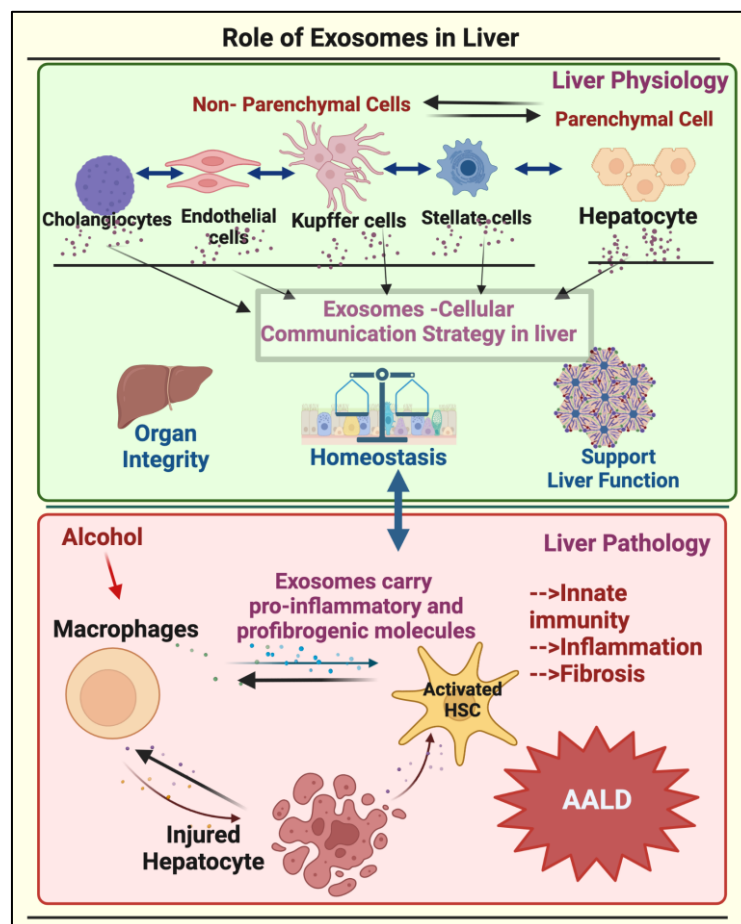 Role of Exosomes in Liver
Liver Physiology
Non- Parenchymal Cells
Parenchymal Cell
Cholangiocytes
Endothelial
cells
Kupffer cells
Stellate cells
Hepatocyte
Exosomes -Cellular
Communication Strategy in liver
Organ
Integrity
Homeostasis
Support
Liver Function
Alcohol
Liver Pathology
Exosomes carry
pro-inflammatory and
profibrogenic molecules
-->Innate
immunity
-->Inflammation
-->Fibrosis
Macrophages
Activated
HSC
Injured
Hepatocyte
AALD